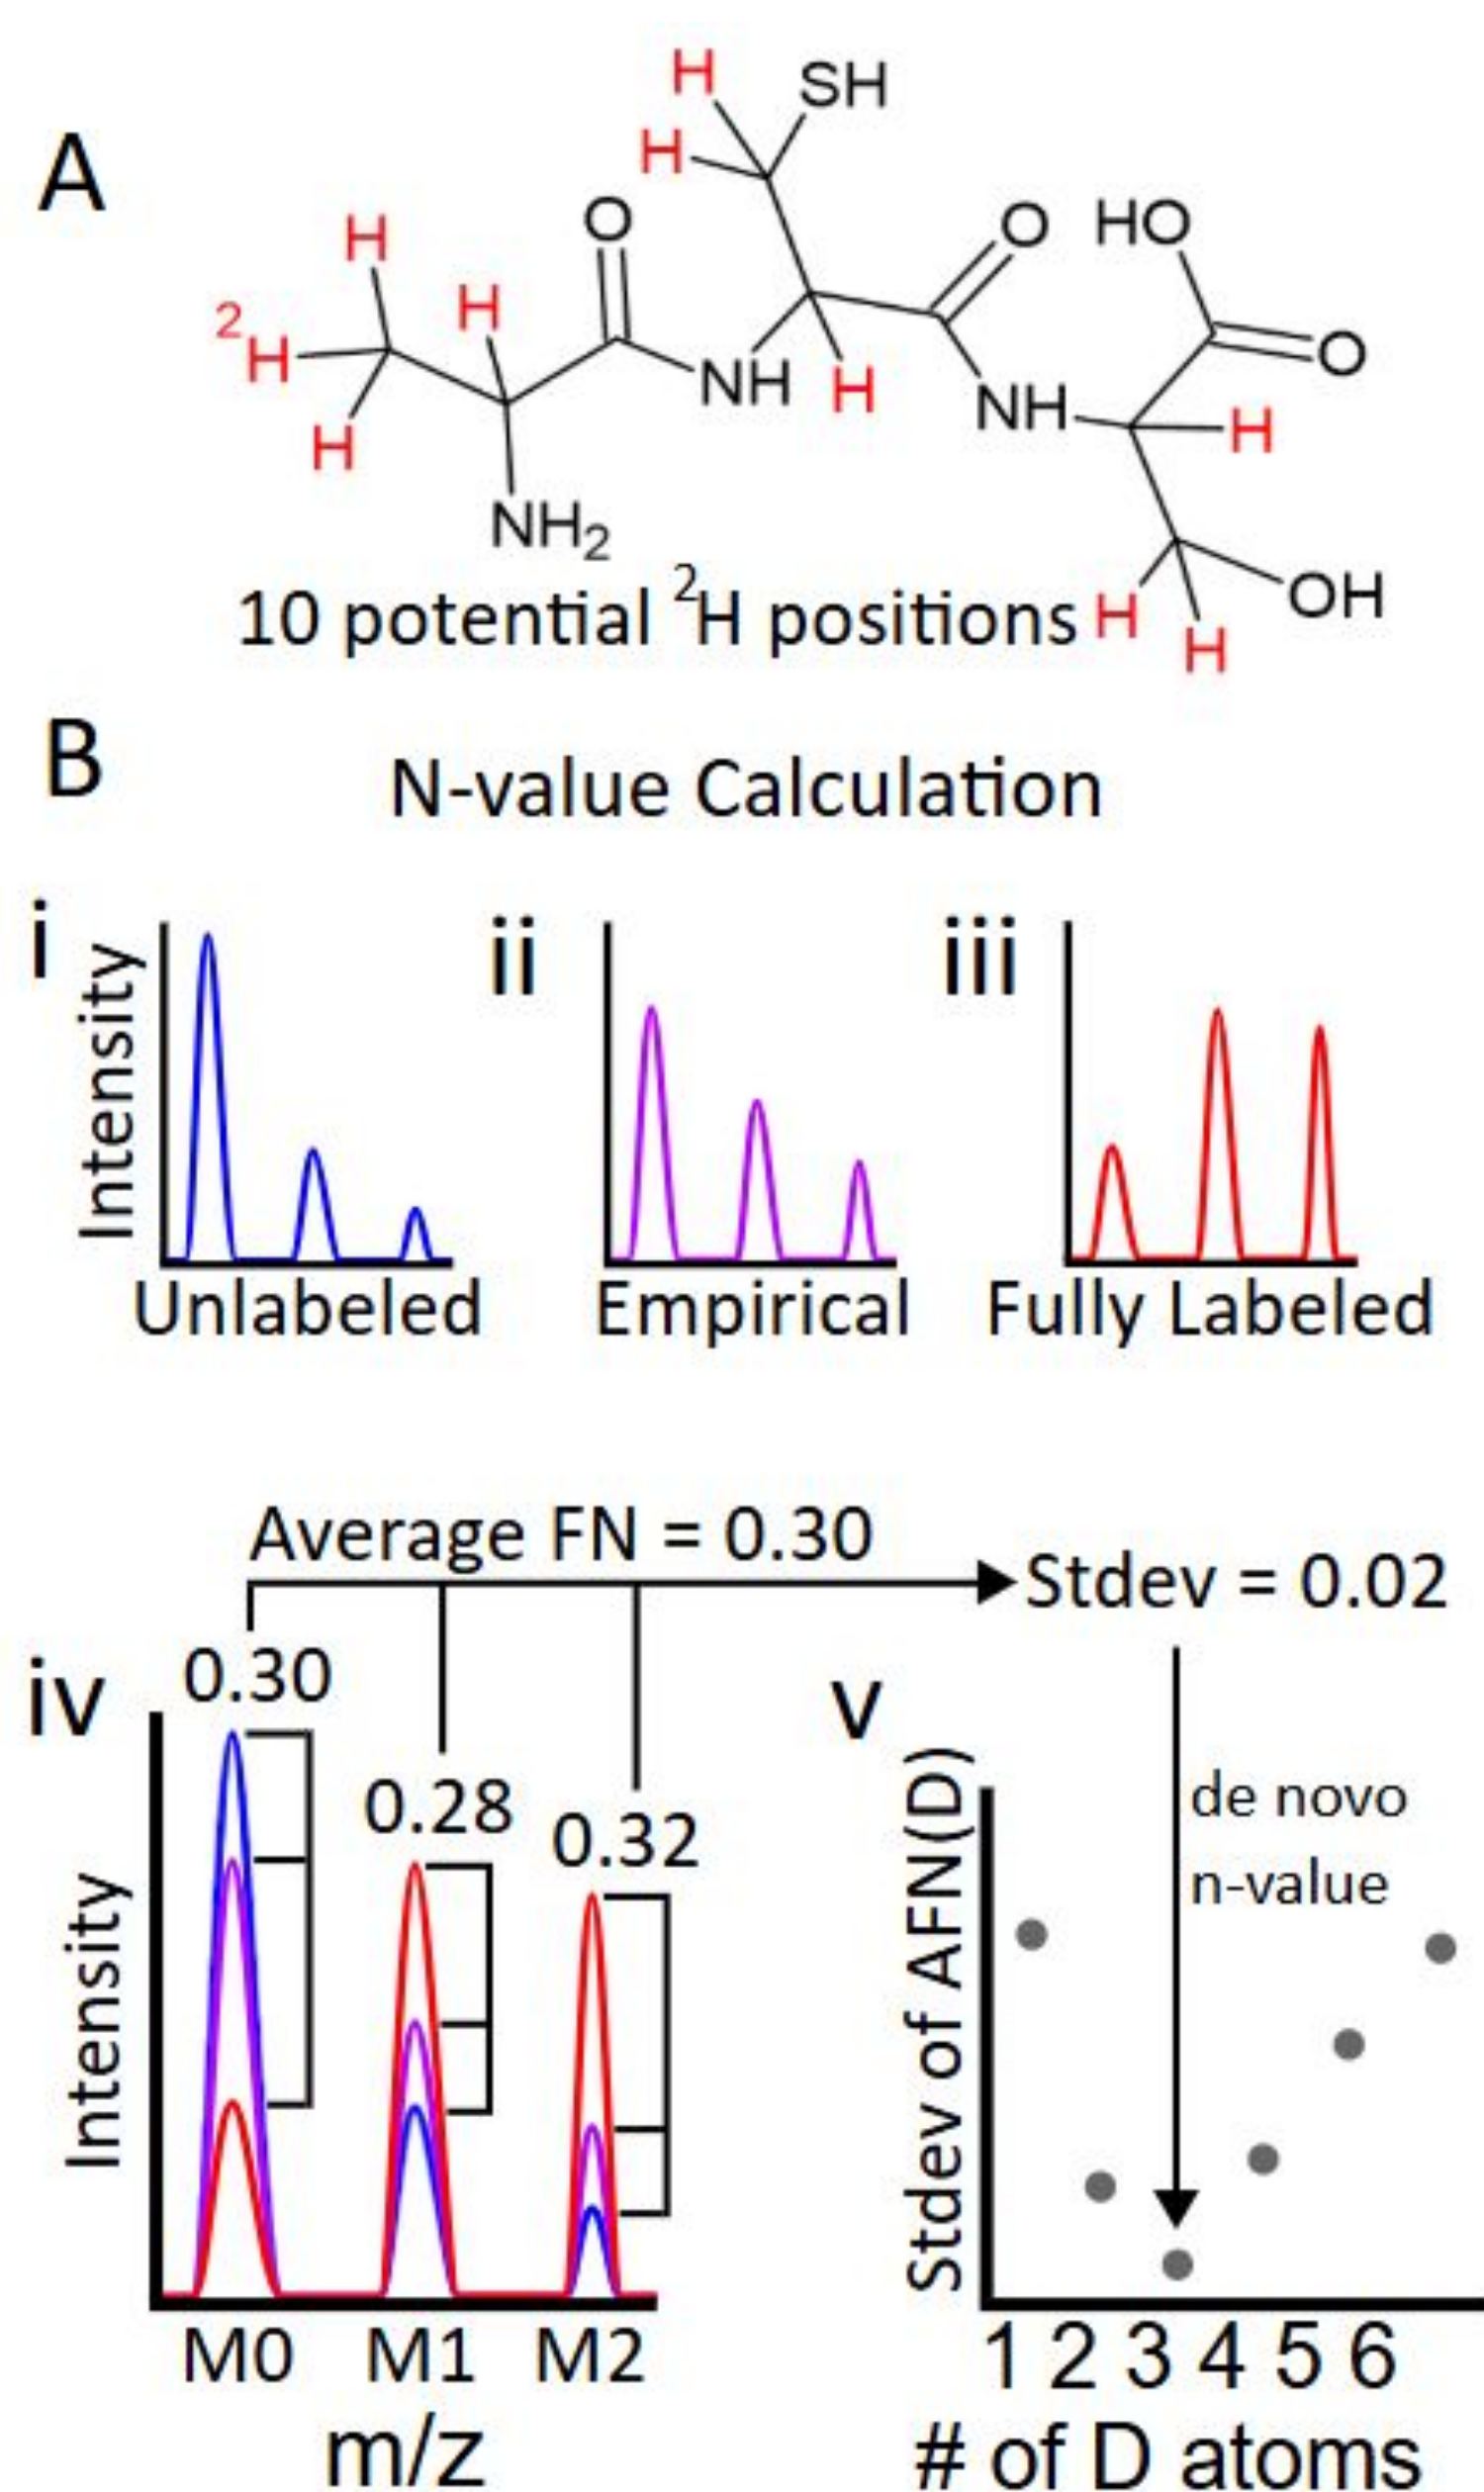 A
H
SH
H
O
O
HO
H
H
²H
NH
H
O
H
NH
H
NH₂
OH
10 potential ²H positions
H
H
B
N-value Calculation
i
ii
iii
Intensity
Unlabeled
Empirical
Fully Labeled
Average FN = 0.30
Stdev = 0.02
iv
0.30
0.28
0.32
v
de novo
n-value
Intensity
Stdev of AFN(D)
M0 M1 M2
1 2 3 4 5 6
m/z
# of D atoms